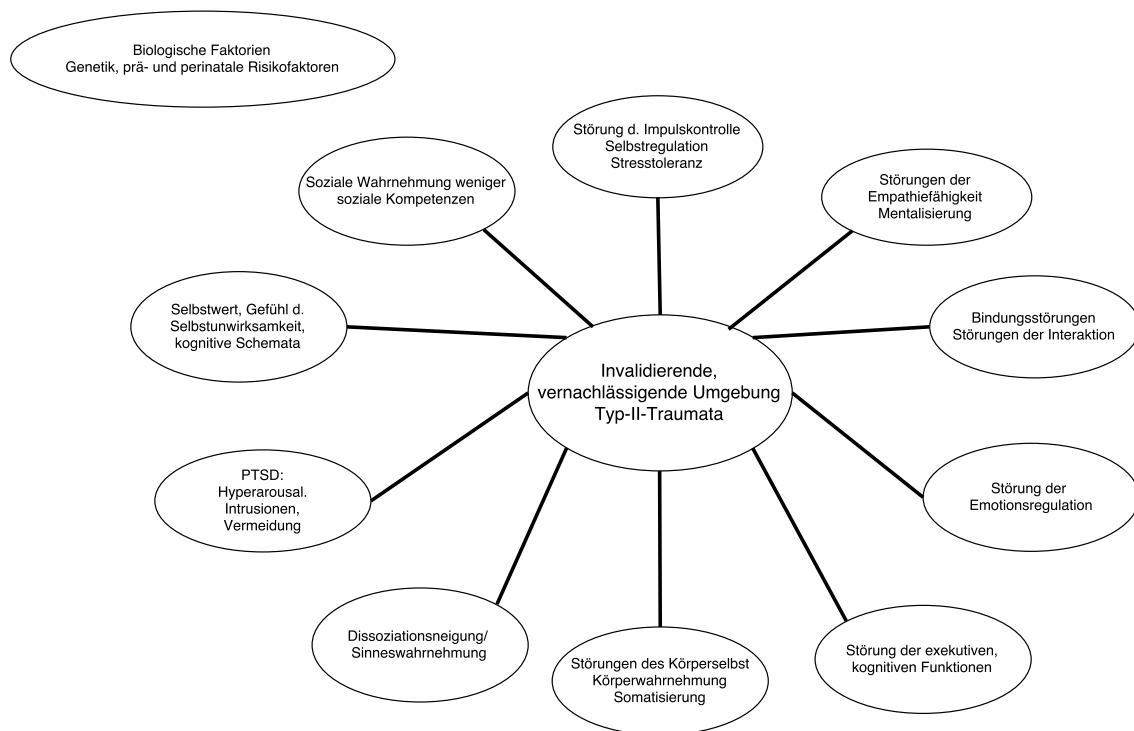 Biologische Faktorien
Genetik, prä- und perinatale Risikofaktoren
Störung d. Impulskontrolle
Selbstregulation
Stresstoleranz
Soziale Wahrnehmung weniger
soziale Kompetenzen
Störungen der
Empathiefähigkeit
Mentalisierung
Selbstwert, Gefühl d.
Selbstunwirksamkeit,
kognitive Schemata
Bindungsstörungen
Störungen der Interaktion
Invalidierende,
vernachlässigende Umgebung
Typ-II-Traumata
PTSD:
Hyperarousal.
Intrusionen,
Vermeidung
Störung der
Emotionsregulation
Dissoziationsneigung/
Sinneswahrnehmung
Störungen des Körperselbst
Körperwahrnehmung
Somatisierung
Störung der exekutiven,
kognitiven Funktionen